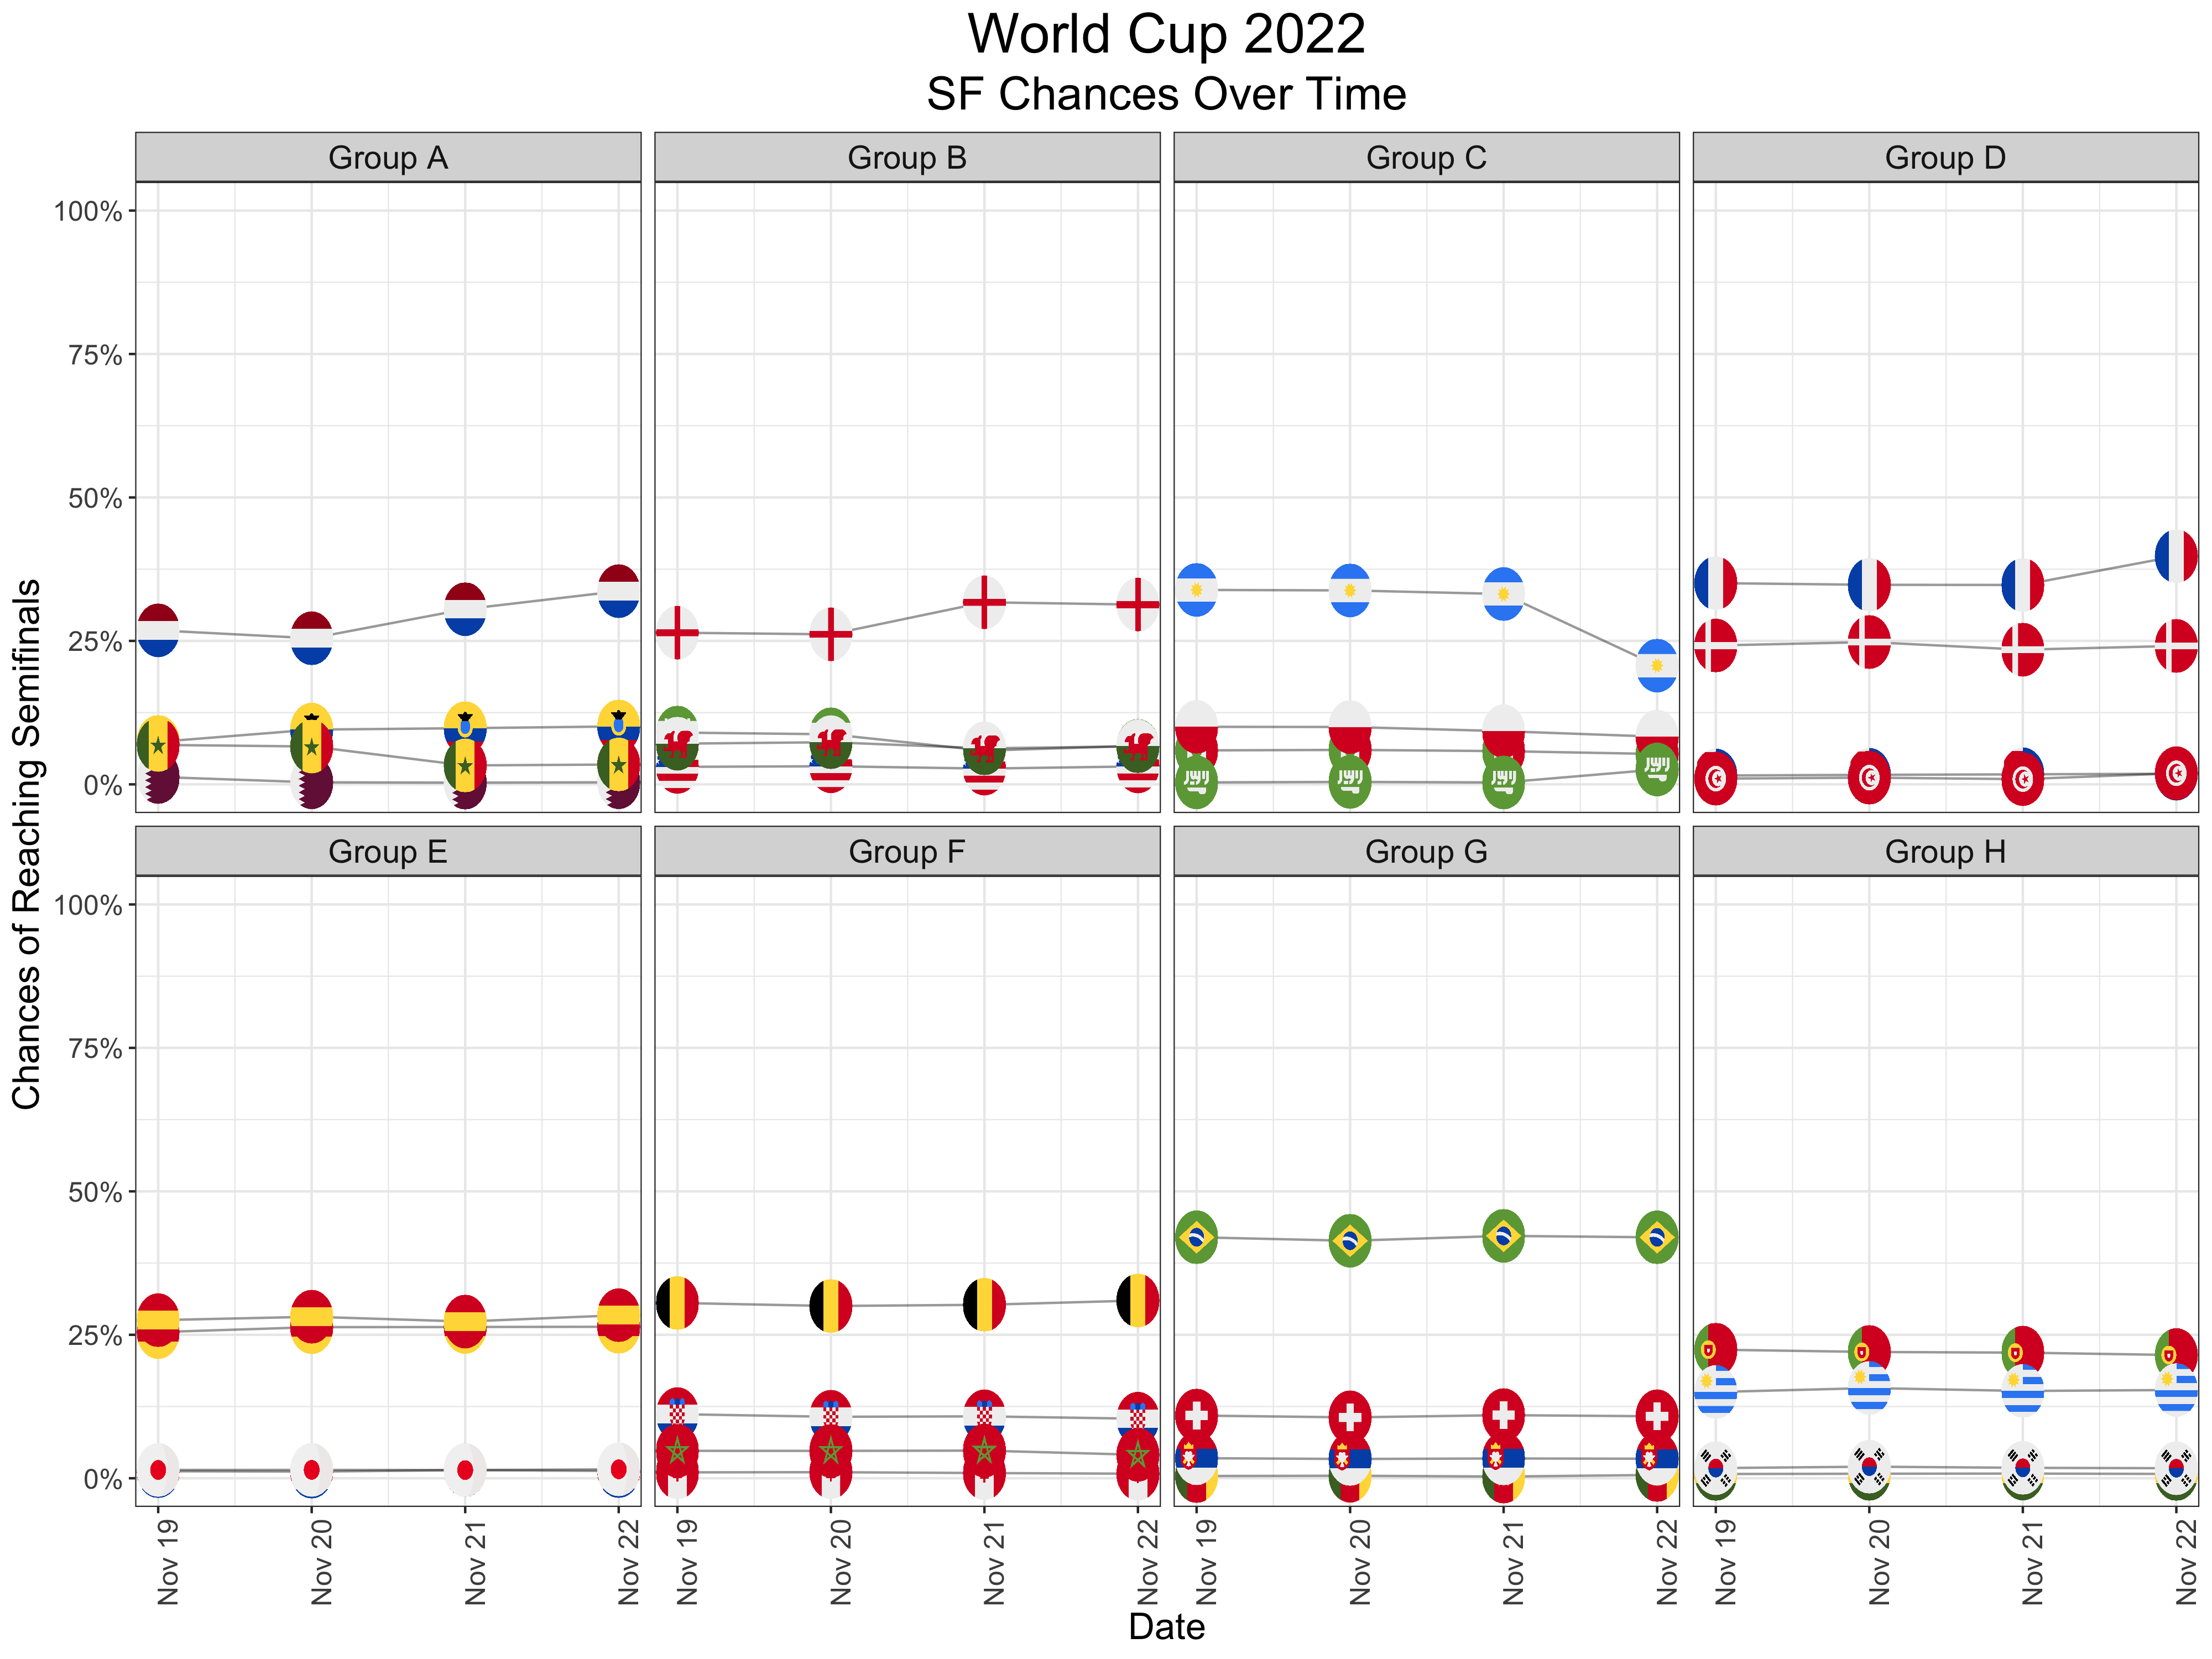 World Cup 2022
SF Chances Over Time
Group A
Group B
Group C
Group D
100%
75%
50%
25%
0%
Group E
Group F
Group G
Group H
100%
75%
50%
25%
0%
Chances of Reaching Semifinals
Nov 19
Nov 20
Nov 21
Nov 22
Nov 19
Nov 20
Nov 21
Nov 22
Nov 19
Nov 20
Nov 21
Nov 22
Nov 19
Nov 20
Nov 21
Nov 22
Date